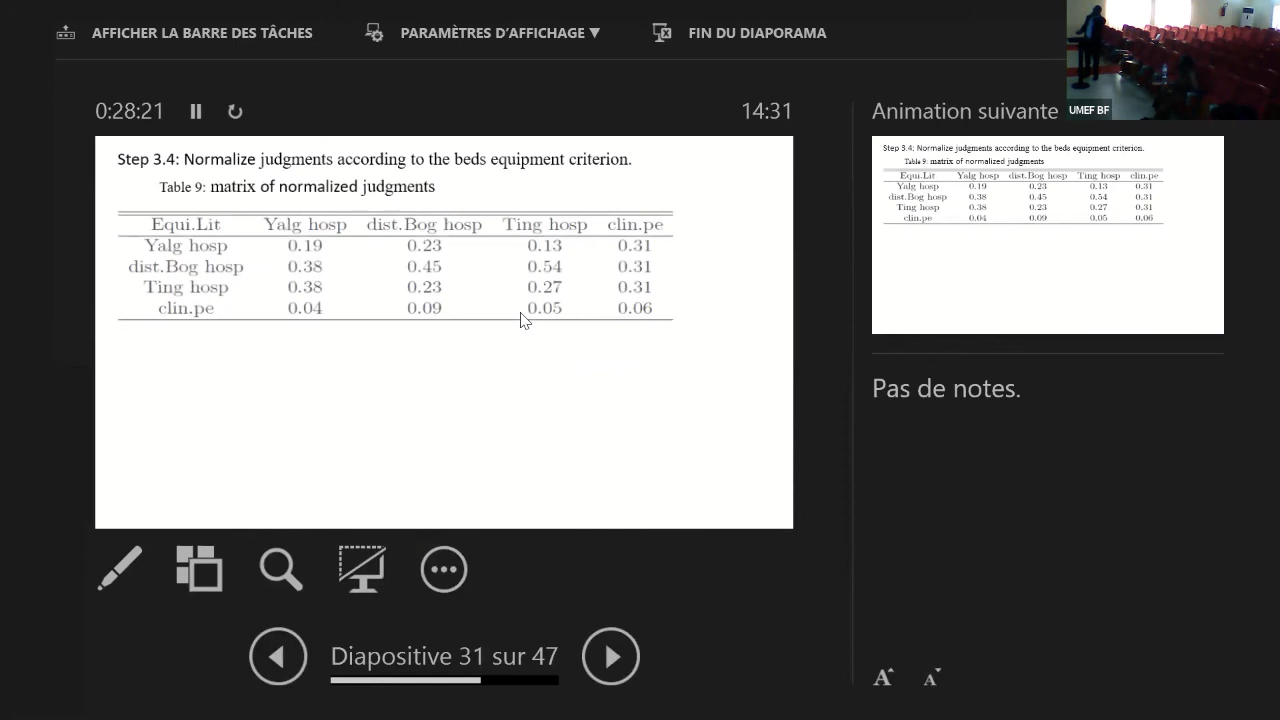 AFFICHER LA BARRE DES TÂCHES PARAMÈTRES D'AFFICHAGE ▼ FIN DU DIAPORAMA
UMEF BF
0:28:21 14:31
Step 3.4: Normalize judgments according to the beds equipment criterion.
Table 9: matrix of normalized judgments
Equi.Lit Yalg hosp dist.Bog hosp Ting hosp clin.pe
Yalg hosp 0.19 0.23 0.13 0.31
dist.Bog hosp 0.38 0.45 0.54 0.31
Ting hosp 0.38 0.23 0.27 0.31
clin.pe 0.04 0.09 0.05 0.06
Diapositive 31 sur 47
Animation suivante
Step 3.4: Normalize judgments according to the beds equipment criterion.
Table 9: matrix of normalized judgments
Equi.Lit Yalg hosp dist.Bog hosp Ting hosp clin.pe
Yalg hosp 0.19 0.23 0.13 0.31
dist.Bog hosp 0.38 0.45 0.54 0.31
Ting hosp 0.38 0.23 0.27 0.31
clin.pe 0.04 0.09 0.05 0.06
Pas de notes.
A A